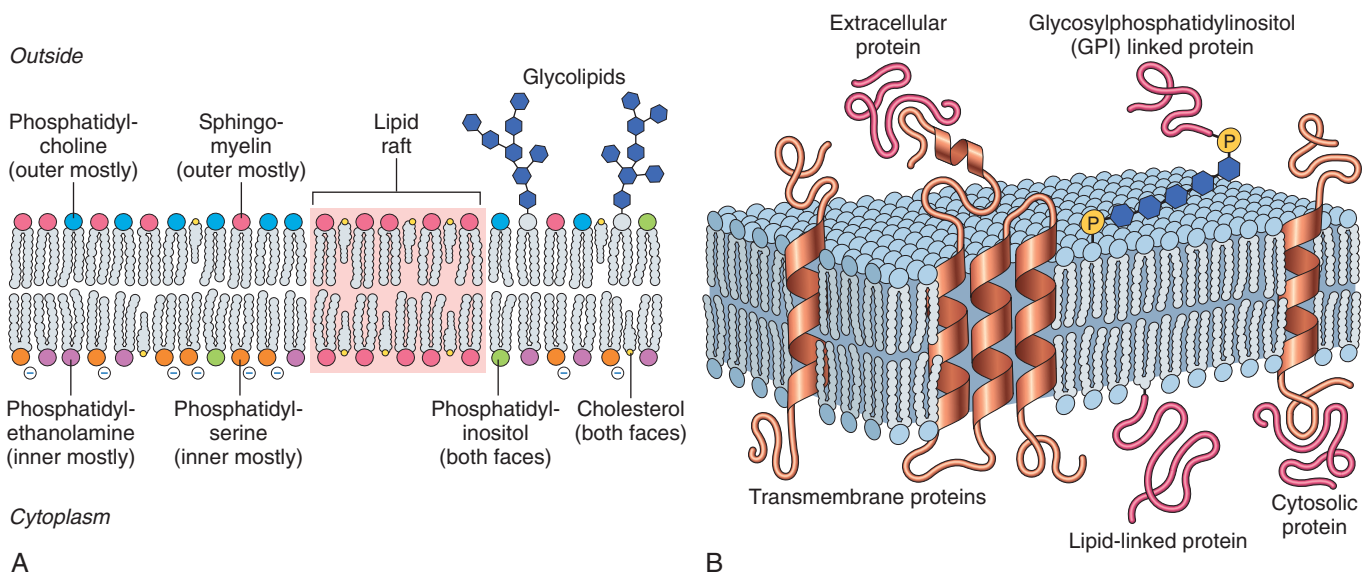 Outside
Phosphatidyl-
choline
(outer mostly)
Sphingo-
myelin
(outer mostly)
Lipid
raft
Glycolipids
Phosphatidyl-
ethanolamine
(inner mostly)
Phosphatidyl-
serine
(inner mostly)
Phosphatidyl-
inositol
(both faces)
Cholesterol
(both faces)
Cytoplasm
A
Extracellular
protein
Glycosylphosphatidylinositol
(GPI) linked protein
P
P
Transmembrane proteins
Lipid-linked protein
Cytosolic
protein
B